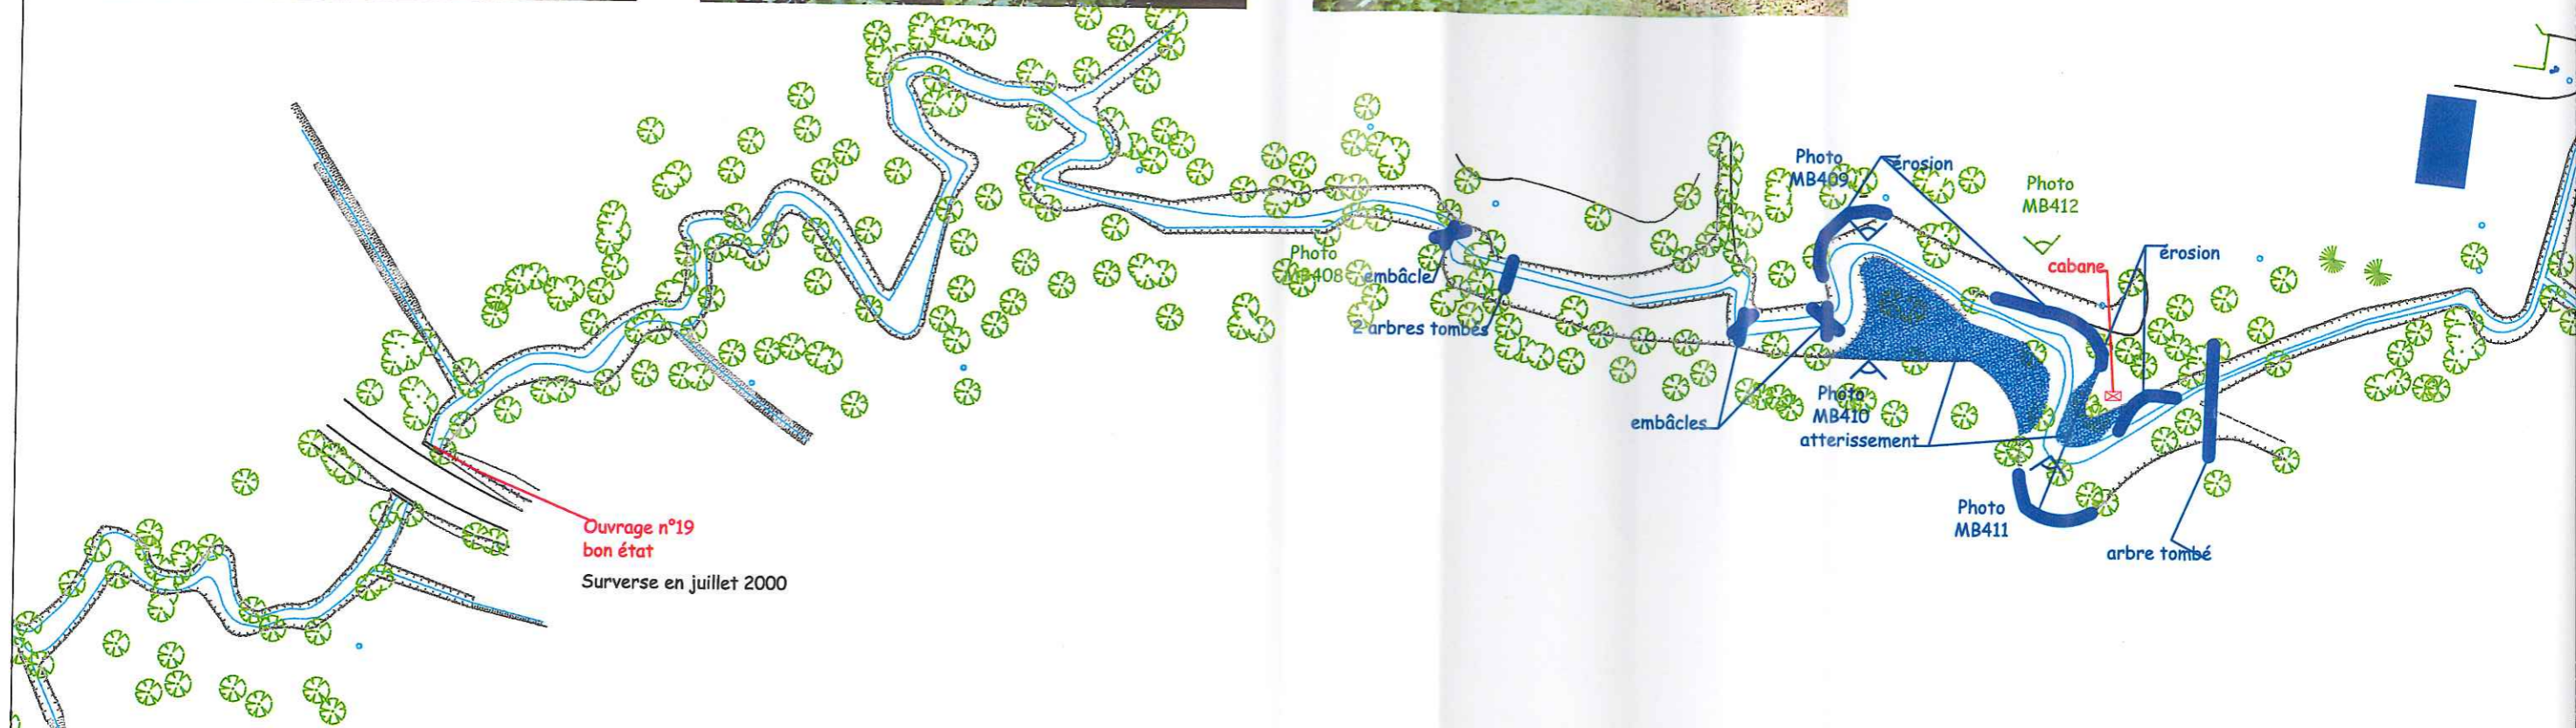 Photo
MB409
érosion
Photo
MB412
Photo
MB408
embâcle
cabane
érosion
2 arbres tombés
embâcles
Photo
MB410
atterissement
Photo
MB411
arbre tombé
Ouvrage n°19
bon état
Surverse en juillet 2000